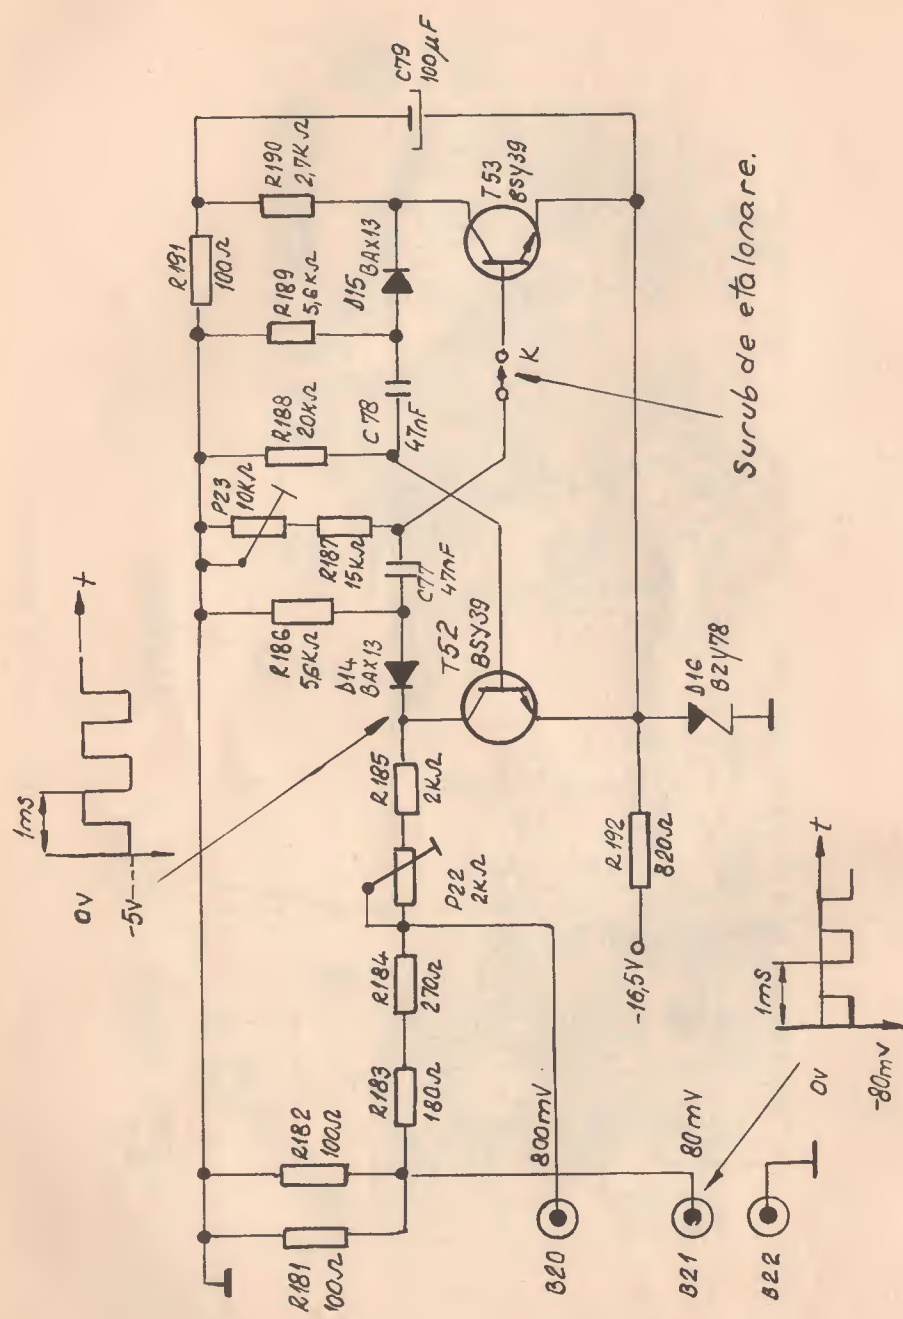 1ms
0V
-5V
t
R191
100Ω
R190
2,7KΩ
C79
100μF
R189
5,6KΩ
D15
BAX13
R188
20KΩ
C78
47nF
P23
10KΩ
R187
15KΩ
C77
47nF
R186
5,6KΩ
D14
BAX13
T52
BSY39
T53
BSY39
K
Surub de etalonare.
R185
2KΩ
P22
2KΩ
R184
270Ω
R183
180Ω
R182
100Ω
R181
100Ω
D16
BZY78
R192
820Ω
-16,5V
800mV
B20
80mV
B21
B22
1ms
t
0V
-80mV